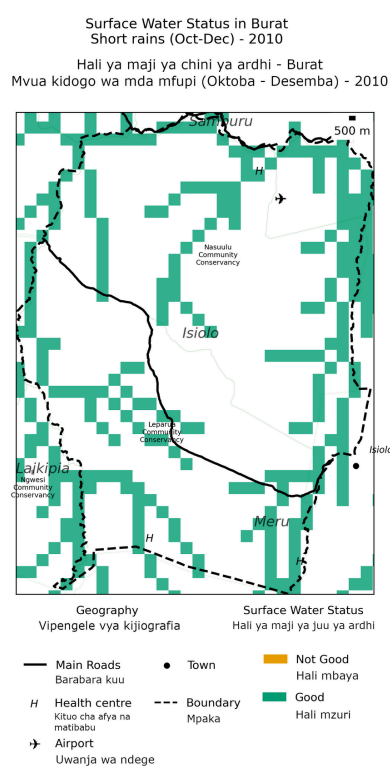 Surface Water Status in Burat
Short rains (Oct-Dec) - 2010
Hali ya maji ya chini ya ardhi - Burat
Mvua kidogo wa mda mfupi (Oktoba - Desemba) - 2010
Samburu
500 m
H
Nasuulu
Community
Conservancy
Isiolo
Leparua
Community
Conservancy
Isiolo
Laikipia
Ngwesi
Community
Conservancy
Meru
H
H
Geography
Vipengele vya kijiografia
Surface Water Status
Hali ya maji ya juu ya ardhi
Main Roads
Barabara kuu
Town
Not Good
Hali mbaya
H Health centre
Kituo cha afya na
matibabu
Boundary
Mpaka
Good
Hali mzuri
Airport
Uwanja wa ndege